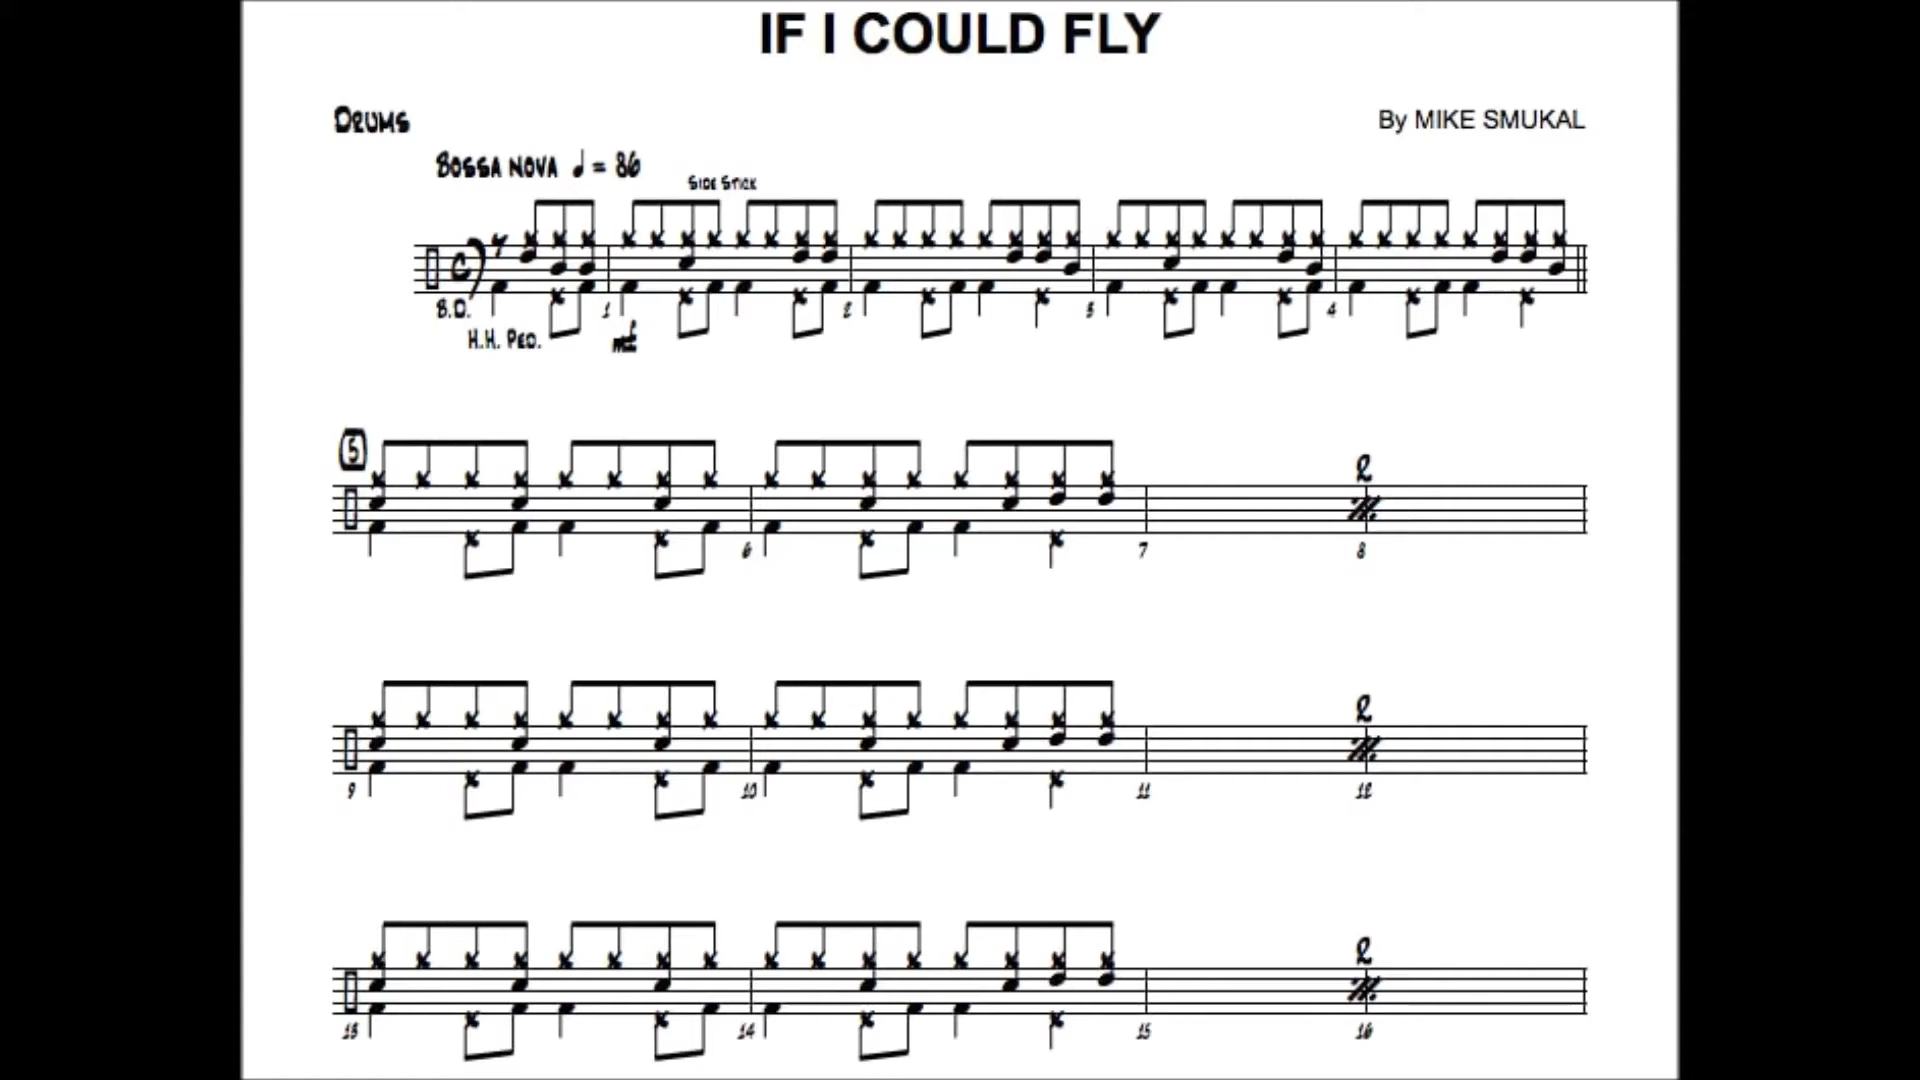 IF I COULD FLY
DRUMS
By MIKE SMUKAL
BOSSA NOVA ♩ = 86
SIDE STICK
B.D.
1 2 3 4
H.H. PED.
mf
5
2
6 7 8
2
9 10 11 12
2
13 14 15 16